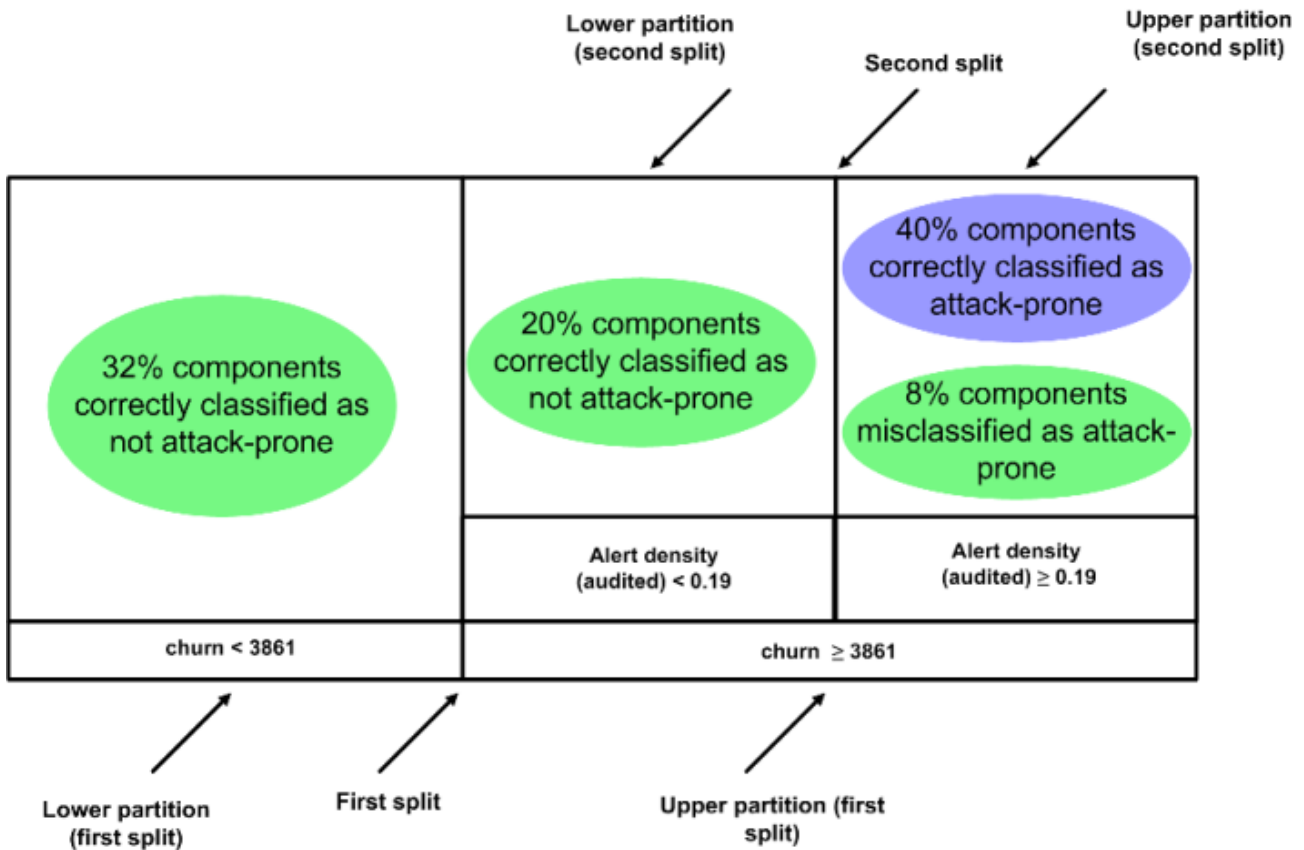 Lower partition
(second split)
Second split
Upper partition
(second split)
32% components
correctly classified as
not attack-prone
20% components
correctly classified as
not attack-prone
40% components
correctly classified as
attack-prone
8% components
misclassified as attack-
prone
Alert density
(audited) < 0.19
Alert density
(audited) ≥ 0.19
churn < 3861
churn ≥ 3861
Lower partition
(first split)
First split
Upper partition (first
split)